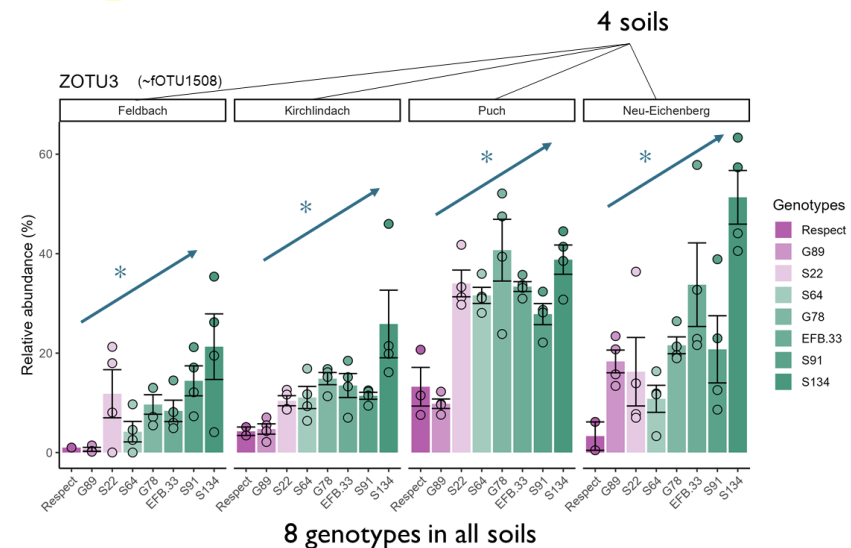 4 soils
ZOTU3 (~fOTU1508)
Feldbach Kirchlindach Puch Neu-Eichenberg
* * * *
Relative abundance (%)
60
40
20
0
Respect G89 S22 S64 G78 EFB.33 S91 S134 Respect G89 S22 S64 G78 EFB.33 S91 S134 Respect G89 S22 S64 G78 EFB.33 S91 S134 Respect G89 S22 S64 G78 EFB.33 S91 S134
8 genotypes in all soils
Genotypes
Respect
G89
S22
S64
G78
EFB.33
S91
S134